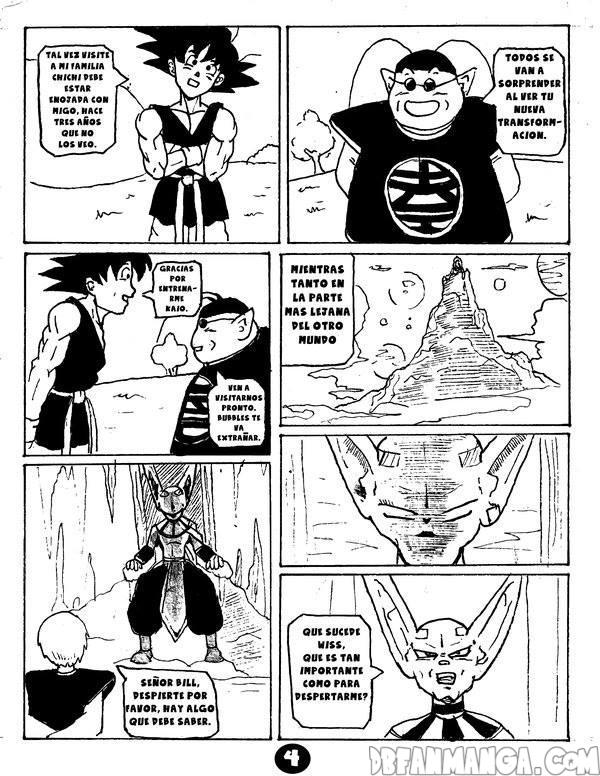 TAL VEZ VISITE
A MI FAMILIA
CHICHI DEBE
ESTAR
ENOJADA CON
MIGO, HACE
TRES AÑOS
QUE NO
LOS VEO.
TODOS SE
VAN A
SORPRENDER
AL VER TU
NUEVA
TRANSFORM-
ACION.
GRACIAS
POR
ENTRENA-
RME
KAIO.
VEN A
VISITARNOS
PRONTO.
BUBBLES TE
VA
EXTRAÑAR.
MIENTRAS
TANTO EN
LA PARTE
MAS LEJANA
DEL OTRO
MUNDO
SEÑOR BILL,
DESPIERTE POR
FAVOR, HAY ALGO
QUE DEBE SABER.
QUE SUCEDE
WISS,
QUE ES TAN
IMPORTANTE
COMO PARA
DESPERTARME?
4
DBFANMANGA.COM